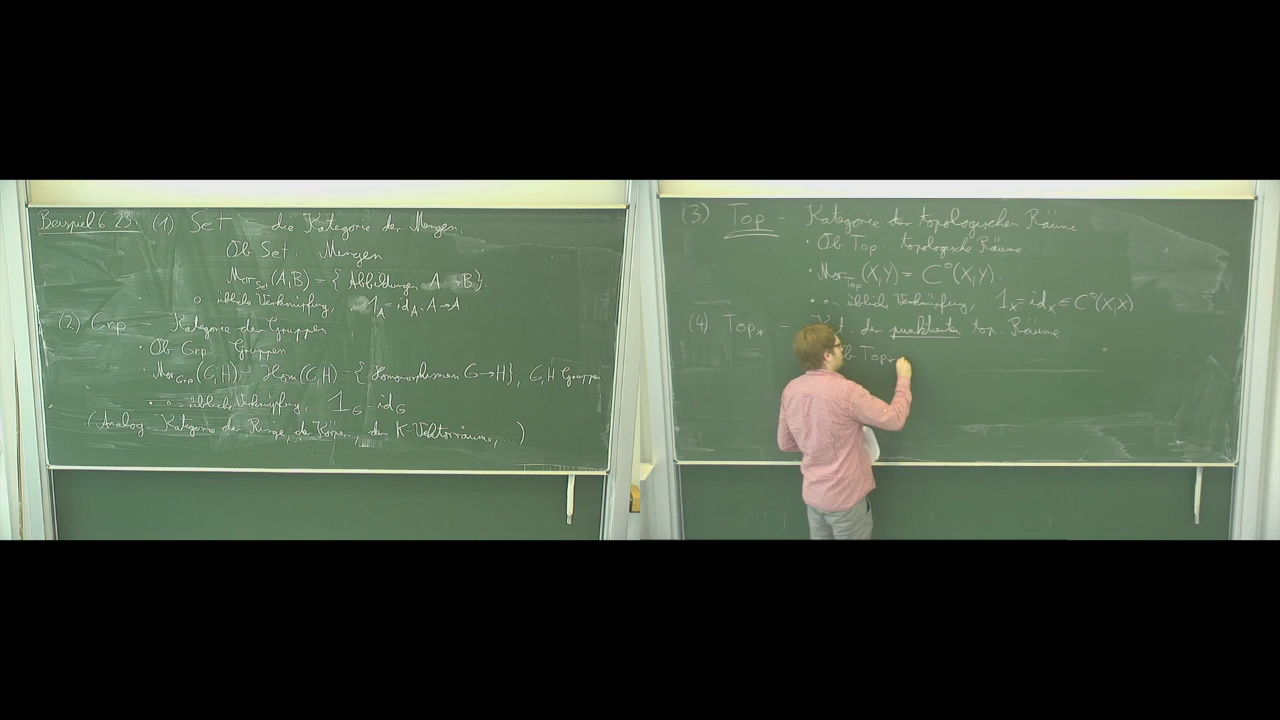 Beispiel 6.23. (1) Set – die Kategorie der Mengen.
Ob Set : Mengen
Mor_Set (A,B) = { Abbildungen A → B }.
∘ – übliche Verknüpfung, 1_A = id_A : A → A.
(2) Grp – Kategorie der Gruppen
• Ob Grp : Gruppen
• Mor_Grp (G,H) = Hom(G,H) = { Homomorphismen G → H }, G,H Gruppen.
• ∘ – übliche Verknüpfung, 1_G = id_G
(Analog : Kategorie der Ringe, der Körper, der K-Vektorräume, ...)
(3) Top – Kategorie der topologischen Räume
• Ob Top : topologische Räume
• Mor_Top (X,Y) = C⁰(X,Y).
• ∘ – übliche Verknüpfung, 1_X = id_X ∈ C⁰(X,X)
(4) Top_* – Kat. der punktierten top. Räume
Ob Top_*